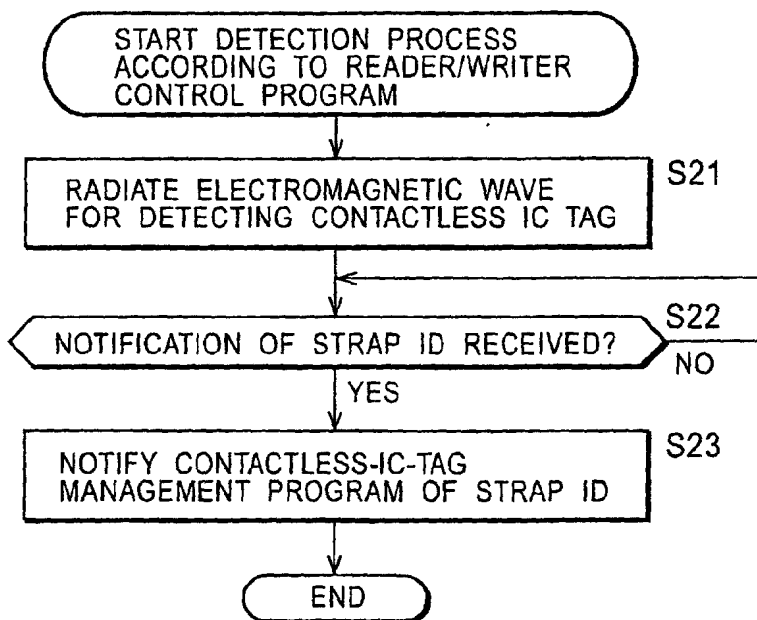 START DETECTION PROCESS
ACCORDING TO READER/WRITER
CONTROL PROGRAM
S21
RADIATE ELECTROMAGNETIC WAVE
FOR DETECTING CONTACTLESS IC TAG
S22
NOTIFICATION OF STRAP ID RECEIVED?
NO
YES
S23
NOTIFY CONTACTLESS-IC-TAG
MANAGEMENT PROGRAM OF STRAP ID
END